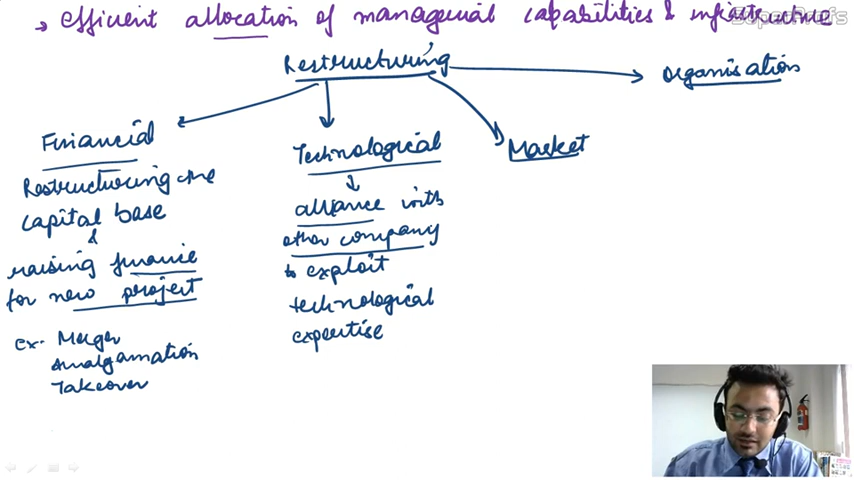 → efficient allocation of managerial capabilities & infrastructure
SuperProfs
Restructuring
Organisation
Financial
Restructuring the
capital base
&
raising finance
for new project
ex- Merger
Amalgamation
Takeover
Technological
alliance with
other company
to exploit
technological
expertise
Market